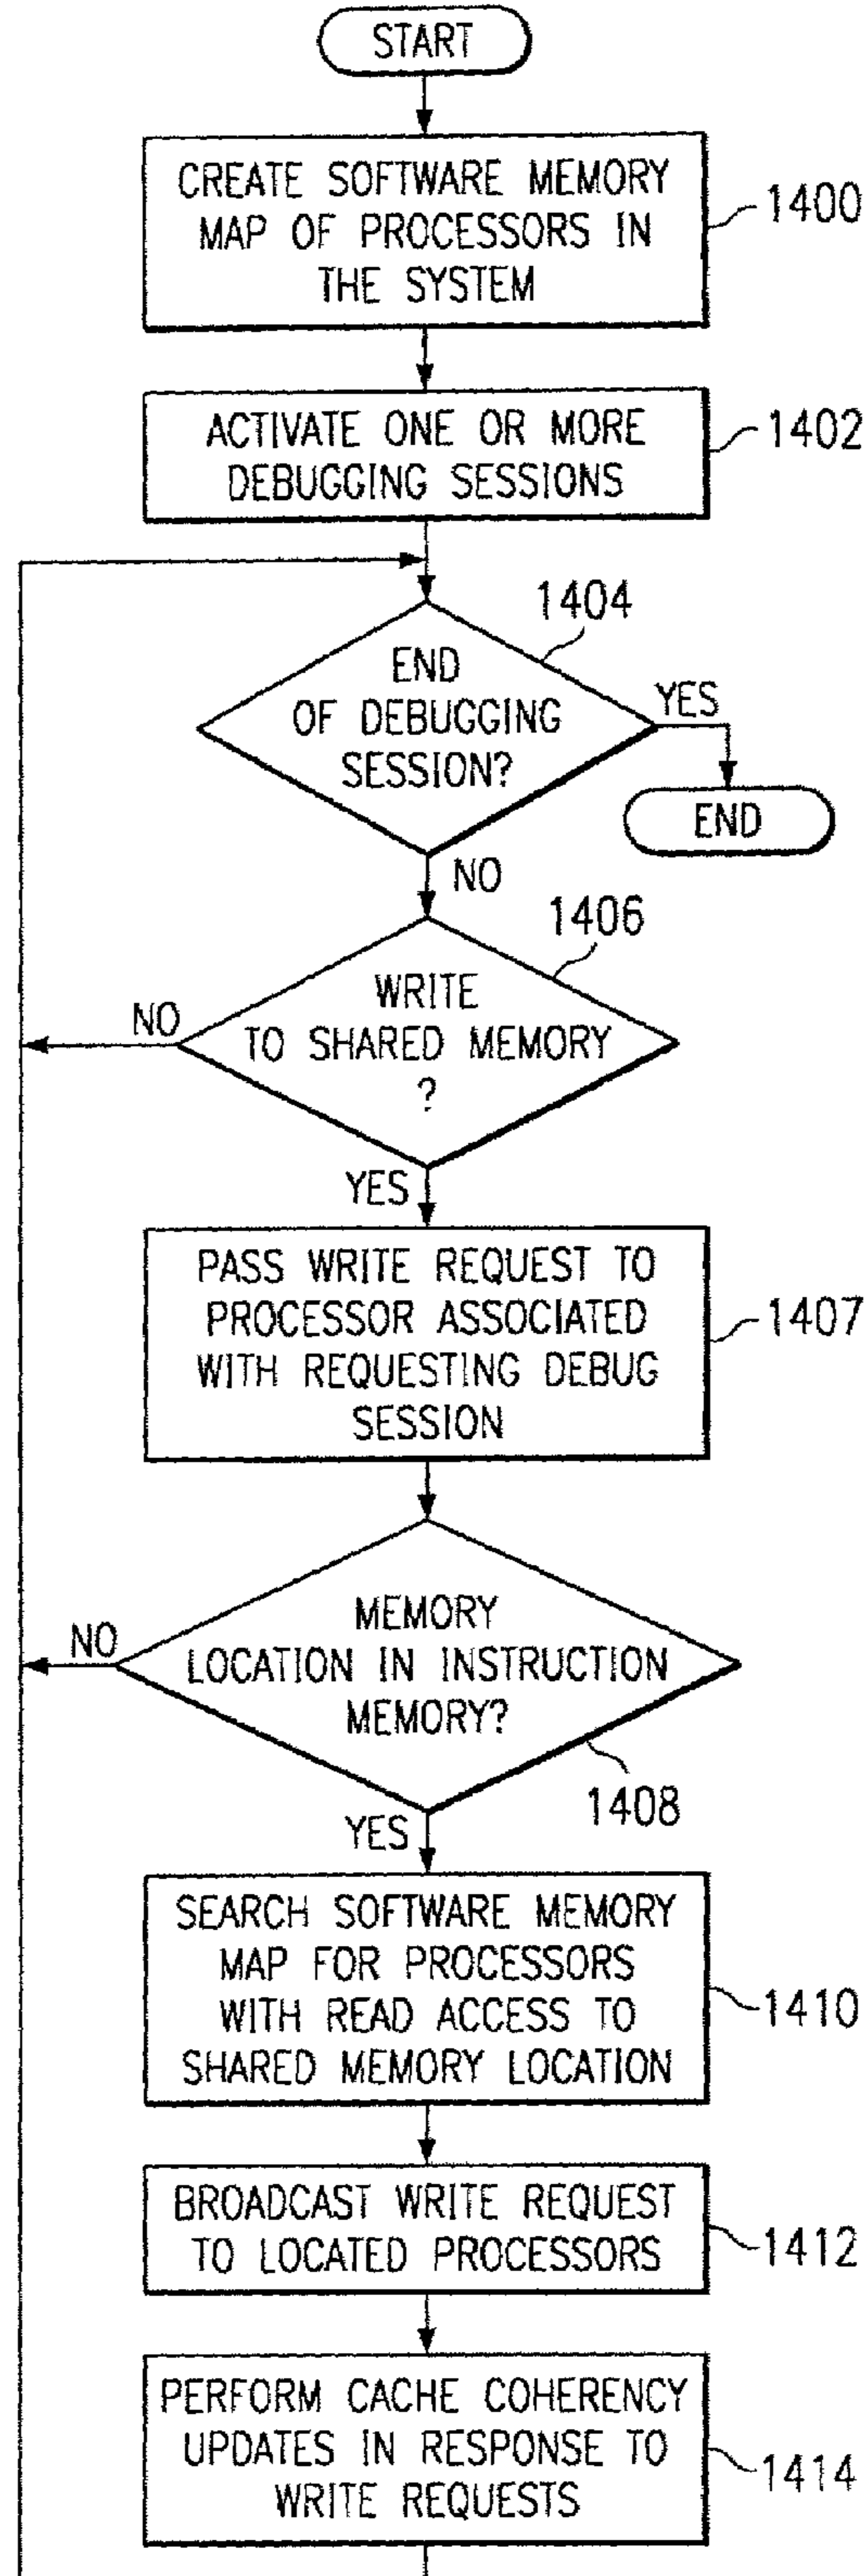 START
CREATE SOFTWARE MEMORY
MAP OF PROCESSORS IN
THE SYSTEM
1400
ACTIVATE ONE OR MORE
DEBUGGING SESSIONS
1402
1404
END
OF DEBUGGING
SESSION?
YES
END
NO
1406
WRITE
TO SHARED MEMORY
?
NO
YES
PASS WRITE REQUEST TO
PROCESSOR ASSOCIATED
WITH REQUESTING DEBUG
SESSION
1407
MEMORY
LOCATION IN INSTRUCTION
MEMORY?
NO
1408
YES
SEARCH SOFTWARE MEMORY
MAP FOR PROCESSORS
WITH READ ACCESS TO
SHARED MEMORY LOCATION
1410
BROADCAST WRITE REQUEST
TO LOCATED PROCESSORS
1412
PERFORM CACHE COHERENCY
UPDATES IN RESPONSE TO
WRITE REQUESTS
1414